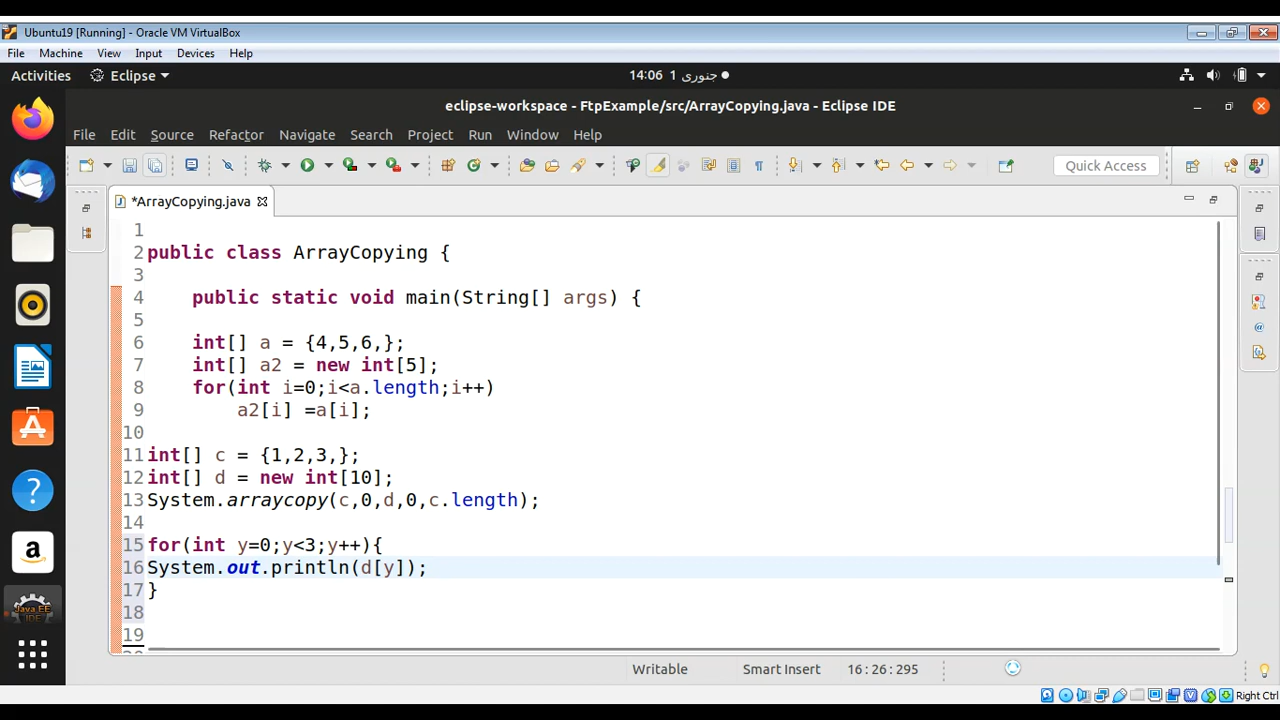 Ubuntu19 [Running] - Oracle VM VirtualBox
File Machine View Input Devices Help
Activities Eclipse 14:06 1 جنوری
eclipse-workspace - FtpExample/src/ArrayCopying.java - Eclipse IDE
File Edit Source Refactor Navigate Search Project Run Window Help
Quick Access
*ArrayCopying.java
1
2 public class ArrayCopying {
3
4 public static void main(String[] args) {
5
6 int[] a = {4,5,6,};
7 int[] a2 = new int[5];
8 for(int i=0;i<a.length;i++)
9 a2[i] =a[i];
10
11 int[] c = {1,2,3,};
12 int[] d = new int[10];
13 System.arraycopy(c,0,d,0,c.length);
14
15 for(int y=0;y<3;y++){
16 System.out.println(d[y]);
17 }
18
19
Java EE
IDE
Writable Smart Insert 16:26:295
Right Ctrl